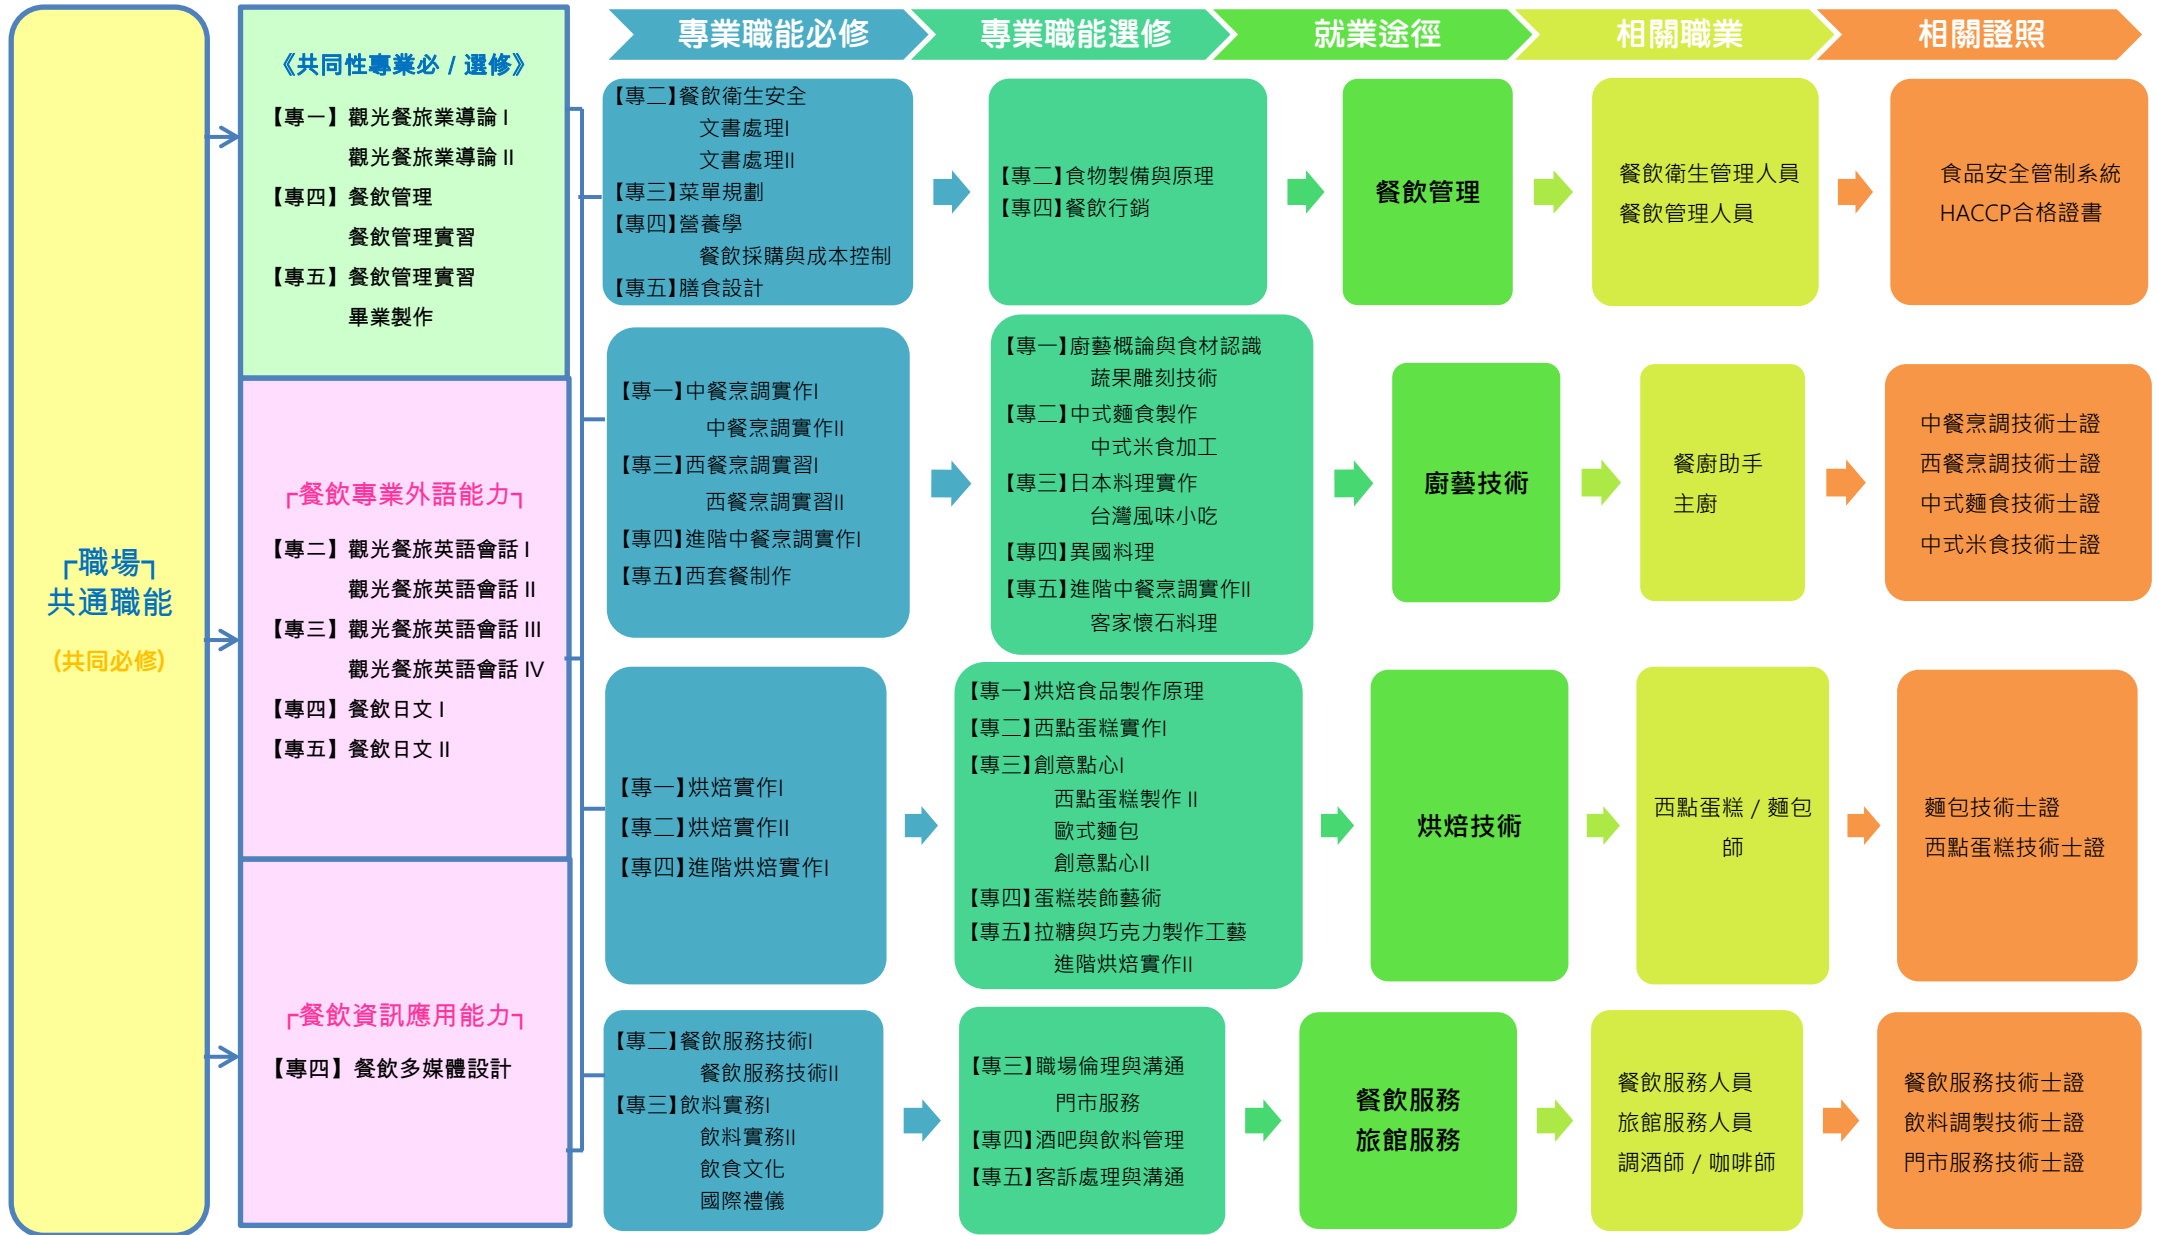 ┌職場┐
共通職能
(共同必修)
《共同性專業必 / 選修》
【專一】觀光餐旅業導論 I
觀光餐旅業導論 II
【專四】餐飲管理
餐飲管理實習
【專五】餐飲管理實習
畢業製作
┌餐飲專業外語能力┐
【專二】觀光餐旅英語會話 I
觀光餐旅英語會話 II
【專三】觀光餐旅英語會話 III
觀光餐旅英語會話 IV
【專四】餐飲日文 I
【專五】餐飲日文 II
┌餐飲資訊應用能力┐
【專四】餐飲多媒體設計
專業職能必修
專業職能選修
就業途徑
相關職業
相關證照
【專二】餐飲衛生安全
文書處理I
文書處理II
【專三】菜單規劃
【專四】營養學
餐飲採購與成本控制
【專五】膳食設計
【專二】食物製備與原理
【專四】餐飲行銷
餐飲管理
餐飲衛生管理人員
餐飲管理人員
食品安全管制系統
HACCP合格證書
【專一】中餐烹調實作I
中餐烹調實作II
【專三】西餐烹調實習I
西餐烹調實習II
【專四】進階中餐烹調實作I
【專五】西套餐制作
【專一】廚藝概論與食材認識
蔬果雕刻技術
【專二】中式麵食製作
中式米食加工
【專三】日本料理實作
台灣風味小吃
【專四】異國料理
【專五】進階中餐烹調實作II
客家懷石料理
廚藝技術
餐廚助手
主廚
中餐烹調技術士證
西餐烹調技術士證
中式麵食技術士證
中式米食技術士證
【專一】烘焙實作I
【專二】烘焙實作II
【專四】進階烘焙實作I
【專一】烘焙食品製作原理
【專二】西點蛋糕實作I
【專三】創意點心I
西點蛋糕製作 II
歐式麵包
創意點心II
【專四】蛋糕裝飾藝術
【專五】拉糖與巧克力製作工藝
進階烘焙實作II
烘焙技術
西點蛋糕 / 麵包
師
麵包技術士證
西點蛋糕技術士證
【專二】餐飲服務技術I
餐飲服務技術II
【專三】飲料實務I
飲料實務II
飲食文化
國際禮儀
【專三】職場倫理與溝通
門市服務
【專四】酒吧與飲料管理
【專五】客訴處理與溝通
餐飲服務
旅館服務
餐飲服務人員
旅館服務人員
調酒師 / 咖啡師
餐飲服務技術士證
飲料調製技術士證
門市服務技術士證